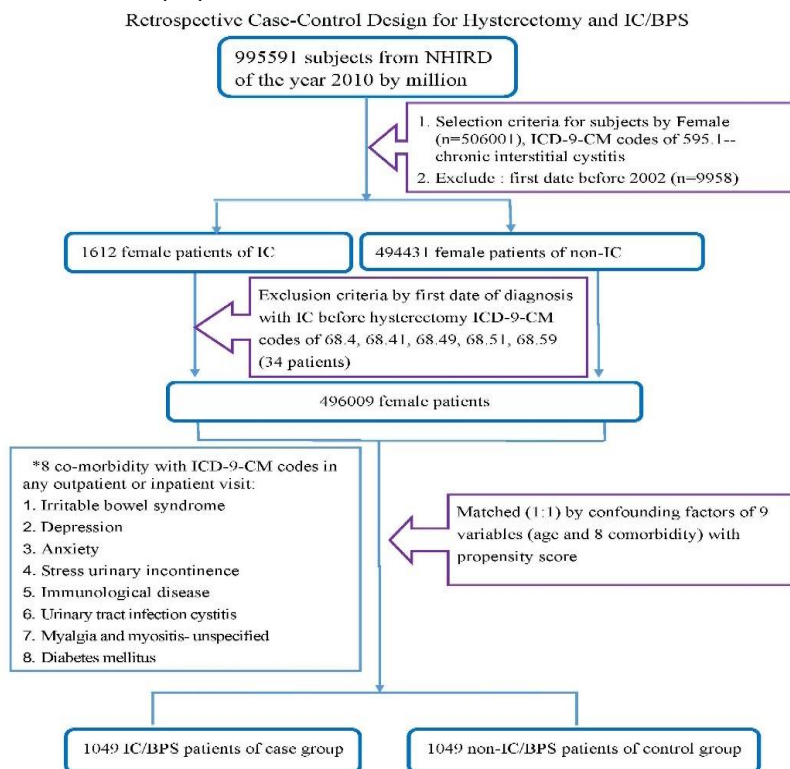 Retrospective Case-Control Design for Hysterectomy and IC/BPS
995591 subjects from NHIRD
of the year 2010 by million
1. Selection criteria for subjects by Female
(n=506001), ICD-9-CM codes of 595.1--
chronic interstitial cystitis
2. Exclude : first date before 2002 (n=9958)
1612 female patients of IC
494431 female patients of non-IC
Exclusion criteria by first date of diagnosis
with IC before hysterectomy ICD-9-CM
codes of 68.4, 68.41, 68.49, 68.51, 68.59
(34 patients)
496009 female patients
*8 co-morbidity with ICD-9-CM codes in
any outpatient or inpatient visit:
1. Irritable bowel syndrome
2. Depression
3. Anxiety
4. Stress urinary incontinence
5. Immunological disease
6. Urinary tract infection cystitis
7. Myalgia and myositis- unspecified
8. Diabetes mellitus
Matched (1:1) by confounding factors of 9
variables (age and 8 comorbidity) with
propensity score
1049 IC/BPS patients of case group
1049 non-IC/BPS patients of control group